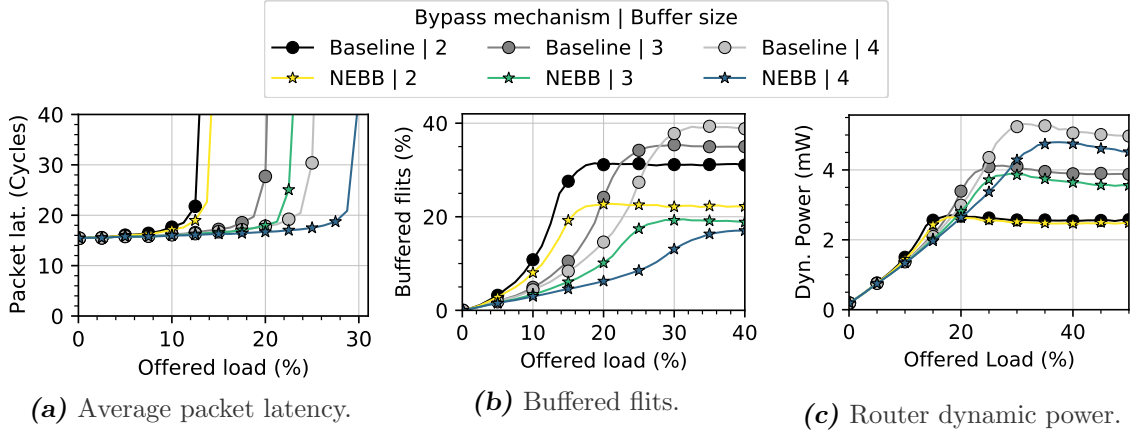 Bypass mechanism | Buffer size
Baseline | 2
Baseline | 3
Baseline | 4
NEBB | 2
NEBB | 3
NEBB | 4
Packet lat. (Cycles)
40
30
20
10
0
0 10 20 30
Offered load (%)
(a) Average packet latency.
Buffered flits (%)
40
20
0
0 10 20 30 40
Offered load (%)
(b) Buffered flits.
Dyn. Power (mW)
4
2
0
0 20 40
Offered Load (%)
(c) Router dynamic power.